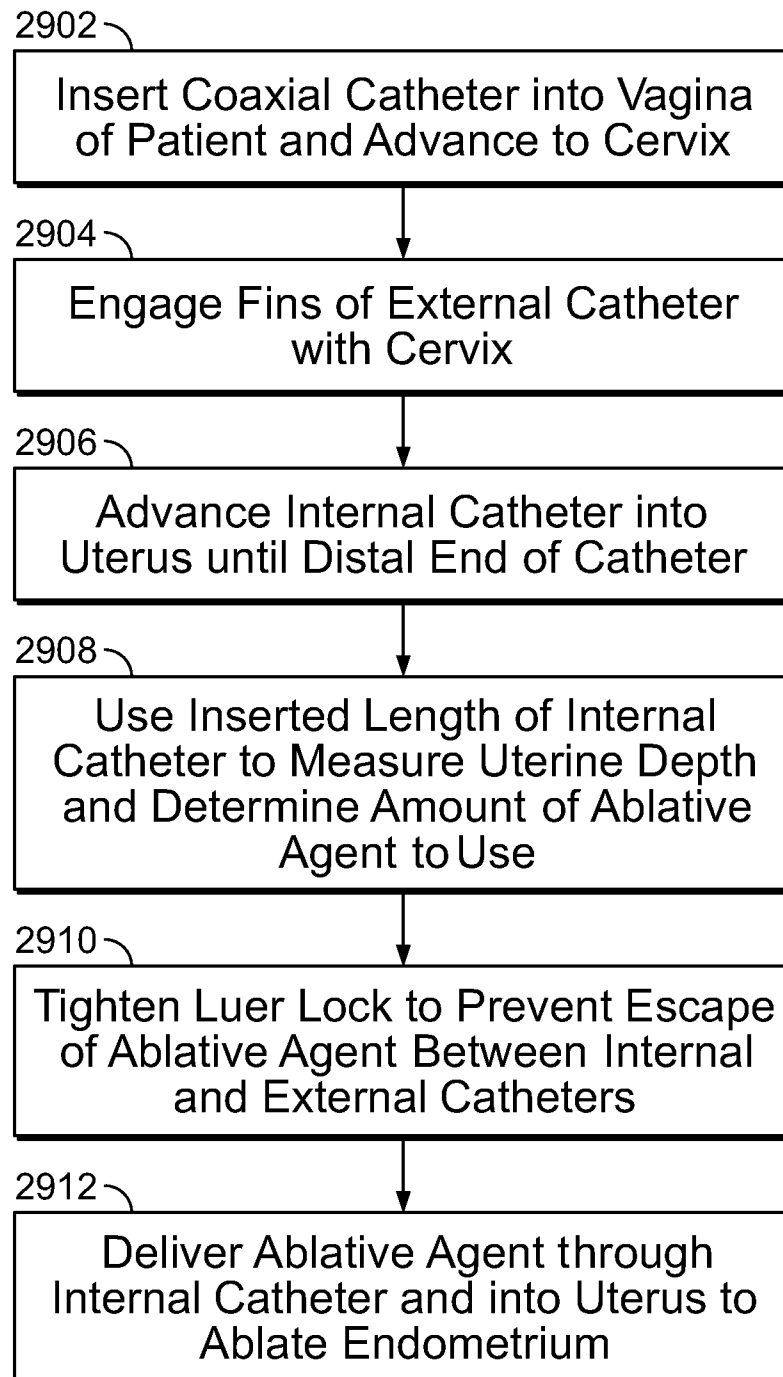 2902
Insert Coaxial Catheter into Vagina
of Patient and Advance to Cervix
2904
Engage Fins of External Catheter
with Cervix
2906
Advance Internal Catheter into
Uterus until Distal End of Catheter
2908
Use Inserted Length of Internal
Catheter to Measure Uterine Depth
and Determine Amount of Ablative
Agent to Use
2910
Tighten Luer Lock to Prevent Escape
of Ablative Agent Between Internal
and External Catheters
2912
Deliver Ablative Agent through
Internal Catheter and into Uterus to
Ablate Endometrium